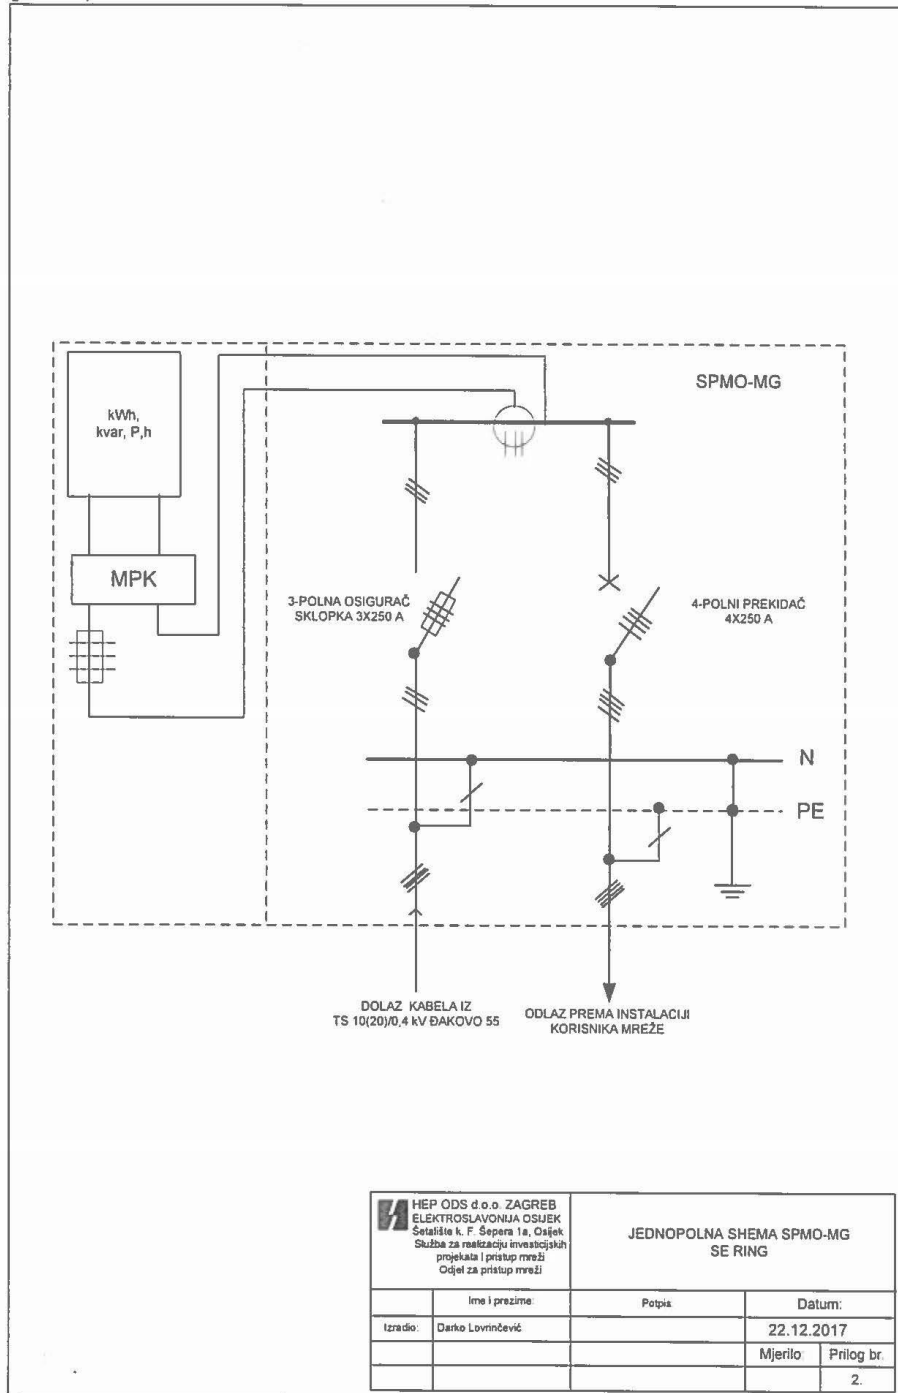 SPMO-MG
kWh,
kvar, P,h
MPK
3-POLNA OSIGURAČ
SKLOPKA 3X250 A
4-POLNI PREKIDAČ
4X250 A
N
PE
DOLAZ KABELA IZ
TS 10(20)/0,4 kV ĐAKOVO 55
ODLAZ PREMA INSTALACIJI
KORISNIKA MREŽE
HEP ODS d.o.o. ZAGREB
ELEKTROSLAVONIJA OSIJEK
Šetalište k. F. Šepera 1a, Osijek
Služba za realizaciju investicijskih
projekata i pristup mreži
Odjel za pristup mreži
JEDNOPOLNA SHEMA SPMO-MG
SE RING
Ime i prezime:
Potpis
Datum:
Izradio:
Darko Lovrinčević
22.12.2017
Mjerilo:
Prilog br.
2.